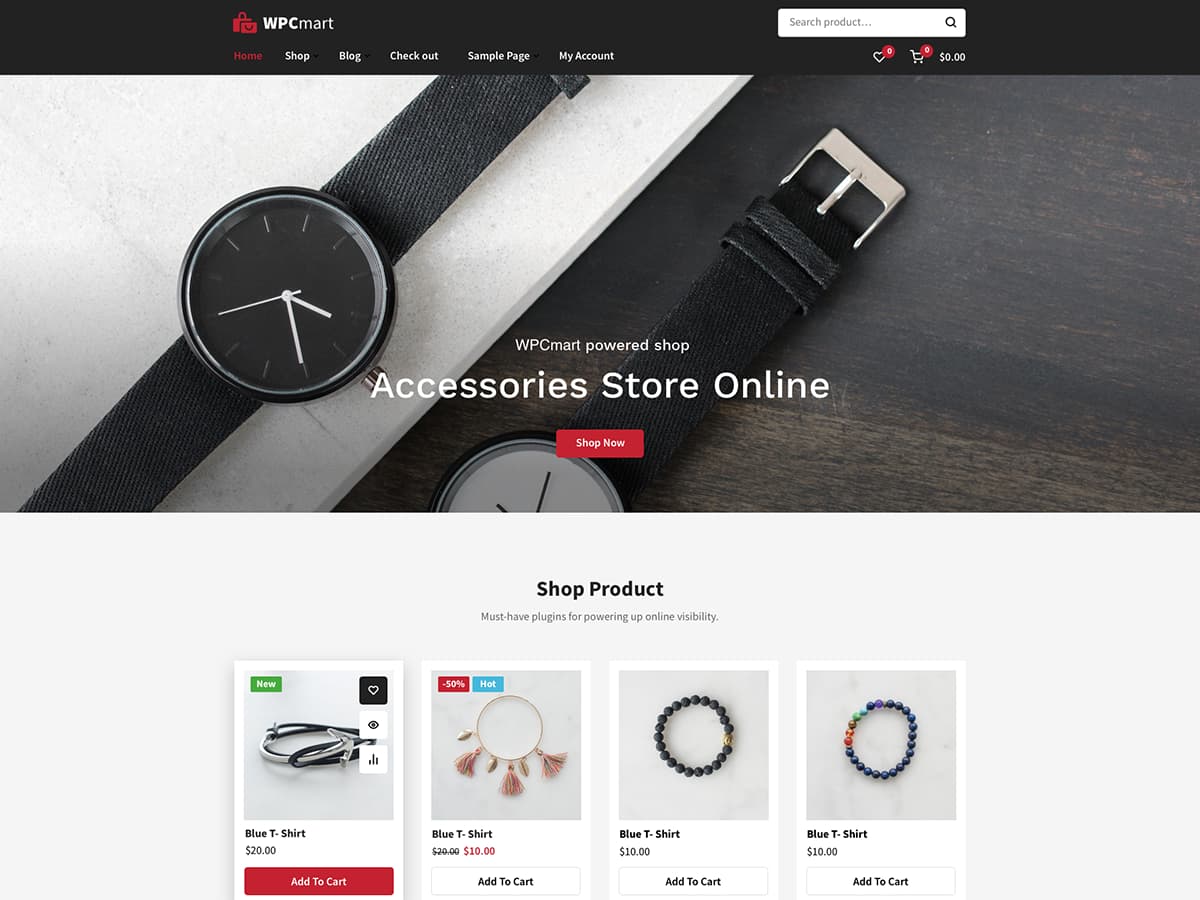 WPCmart
Search product...
Home Shop Blog Check out Sample Page My Account
0 0 $0.00
WPCmart powered shop
Accessories Store Online
Shop Now
Shop Product
Must-have plugins for powering up online visibility.
New
-50% Hot
Blue T- Shirt
$20.00
Add To Cart
Blue T- Shirt
$20.00 $10.00
Add To Cart
Blue T- Shirt
$10.00
Add To Cart
Blue T- Shirt
$10.00
Add To Cart